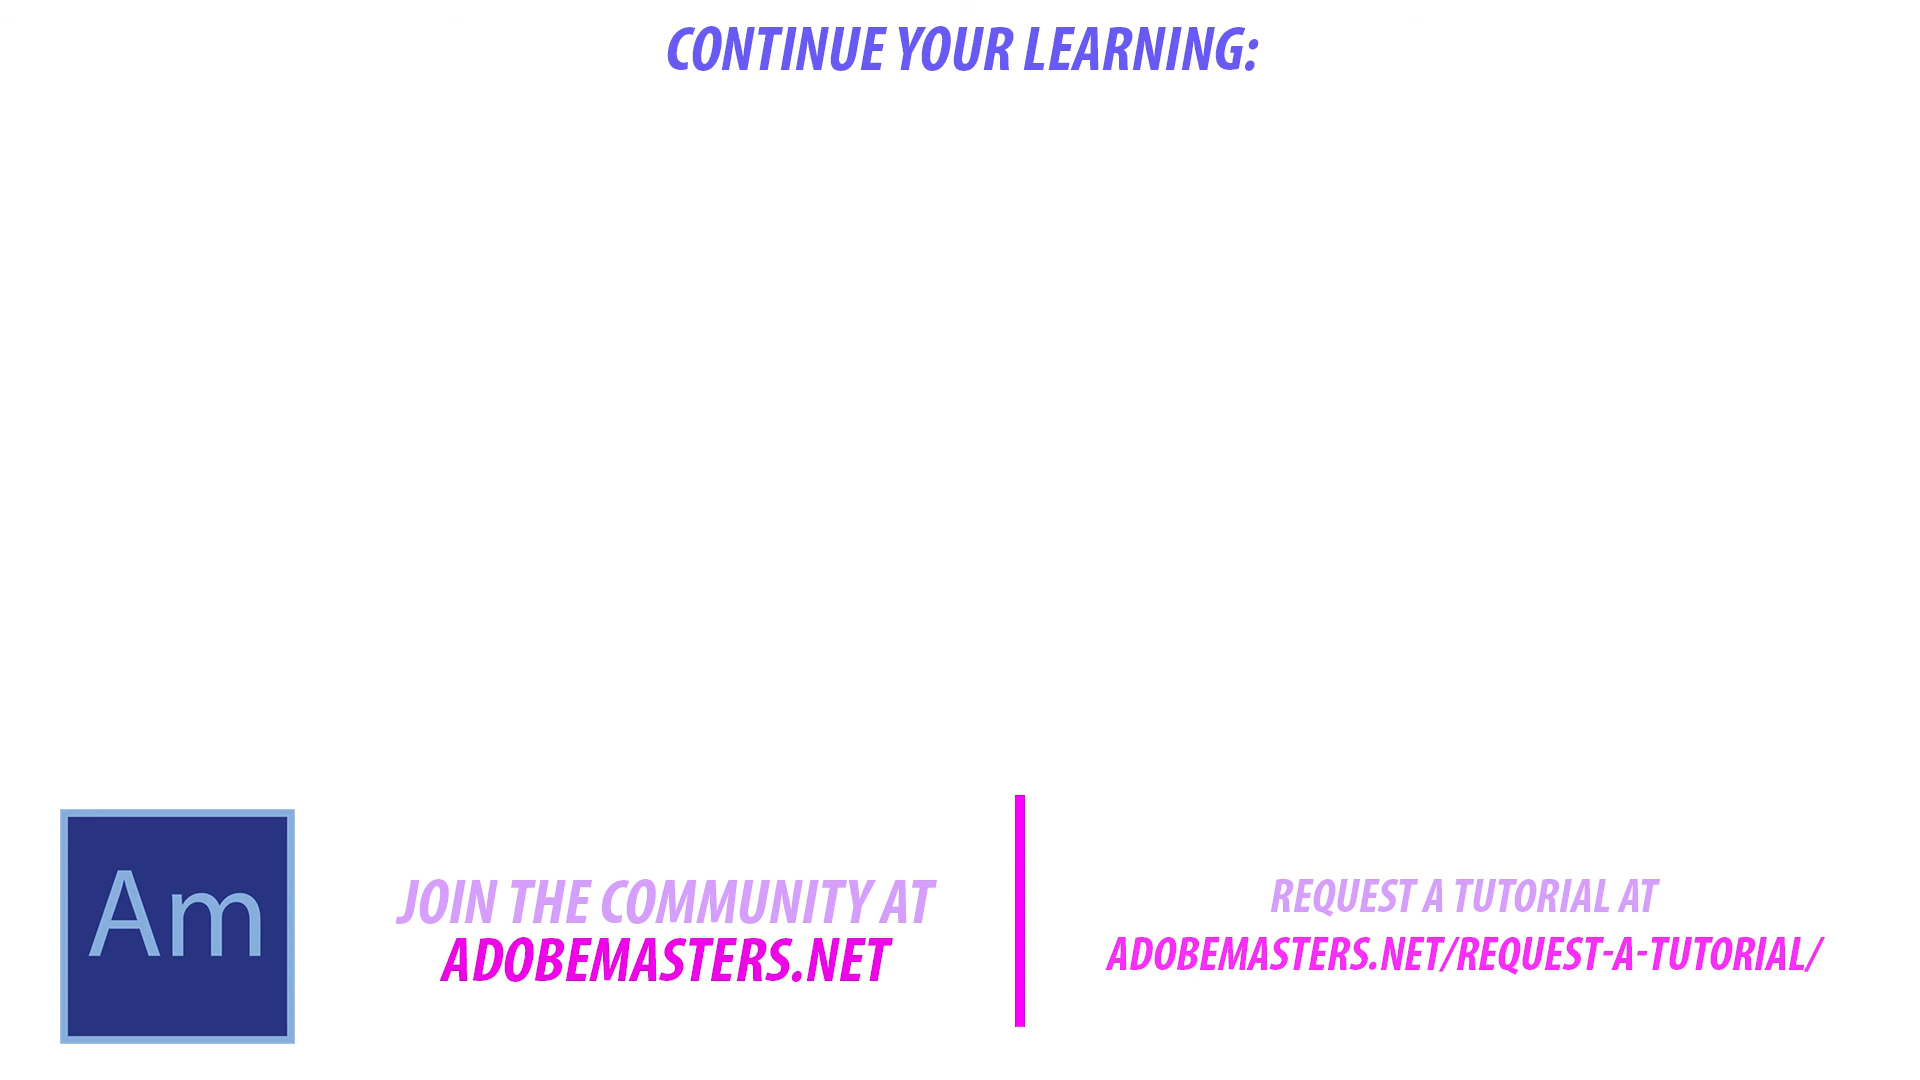 CONTINUE YOUR LEARNING:
Am
JOIN THE COMMUNITY AT
ADOBEMASTERS.NET
REQUEST A TUTORIAL AT
ADOBEMASTERS.NET/REQUEST-A-TUTORIAL/